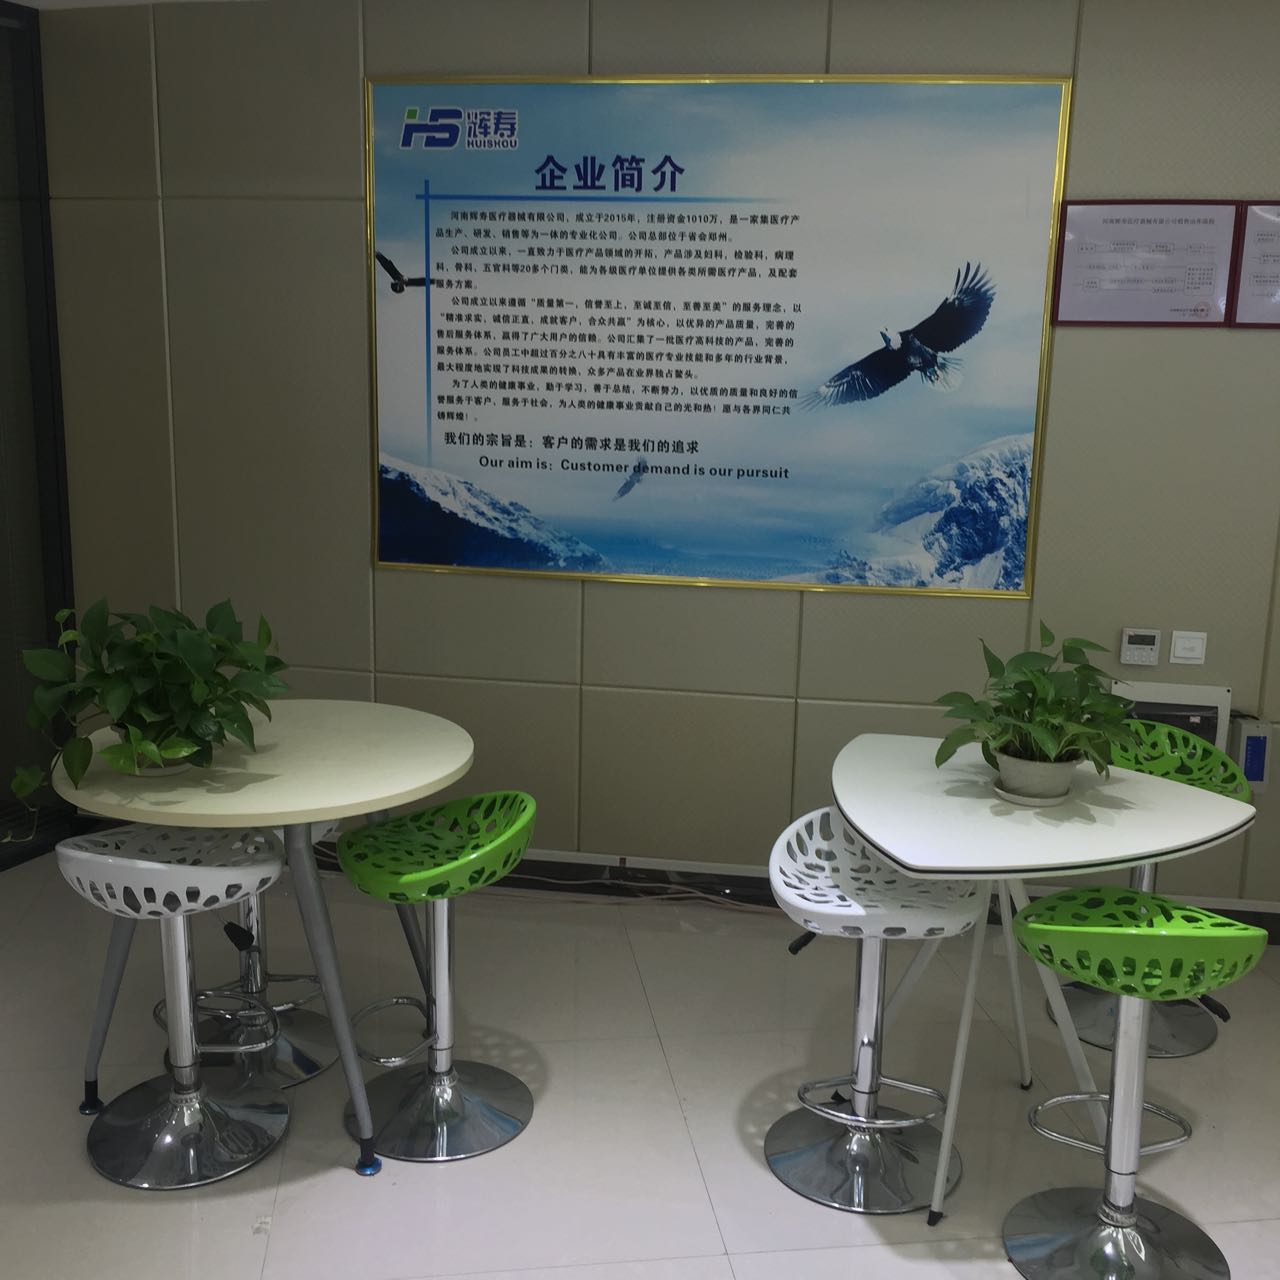 HS 辉寿
HUISHOU
企业简介
河南辉寿医疗器械有限公司，成立于2015年，注册资金1010万，是一家集医疗产
品生产、研发、销售等为一体的专业化公司。公司总部位于省会郑州。
公司成立以来，一直致力于医疗产品领域的开拓，产品涉及妇科，检验科，病理
科，骨科，五官科等20多个门类，能为各级医疗单位提供各类所需医疗产品，及配套
服务方案。
公司成立以来遵循“质量第一，信誉至上，至诚至信，至善至美”的服务理念，以
“精准求实，诚信正直，成就客户，合众共赢”为核心，以优异的产品质量，完善的
售后服务体系，赢得了广大用户的信赖。公司汇集了一批医疗高科技的产品，完善的
服务体系。公司员工中超过百分之八十具有丰富的医疗专业技能和多年的行业背景，
最大程度地实现了科技成果的转换，众多产品在业界独占鳌头。
为了人类的健康事业，勤于学习，善于总结，不断努力，以优质的质量和良好的信
誉服务于客户，服务于社会，为人类的健康事业贡献自己的光和热！愿与各界同仁共
铸辉煌！。
我们的宗旨是：客户的需求是我们的追求
Our aim is: Customer demand is our pursuit